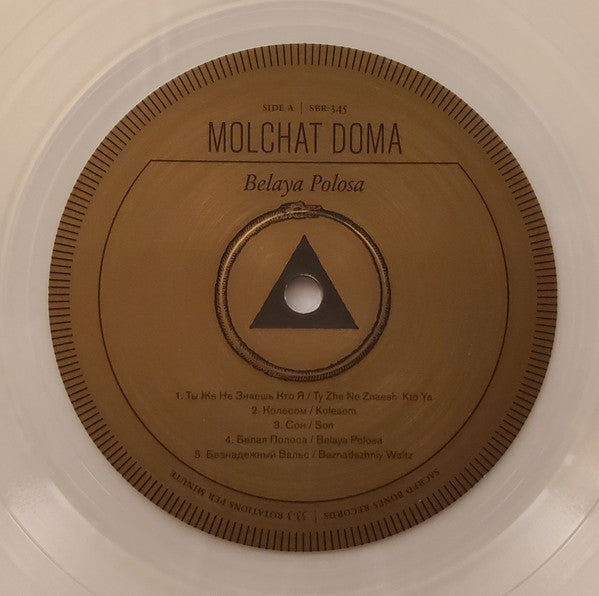 SIDE A | SBR-345
MOLCHAT DOMA
Belaya Polosa
1. Ты Же Не Знаешь Кто Я / Ty Zhe Ne Znaesh Kto Ya
2. Колесом / Kolesom
3. Сон / Son
4. Белая Полоса / Belaya Polosa
5. Безнадежный Вальс / Beznadezhniy Waltz
SACRED BONES RECORDS | 33.3 ROTATIONS PER MINUTE